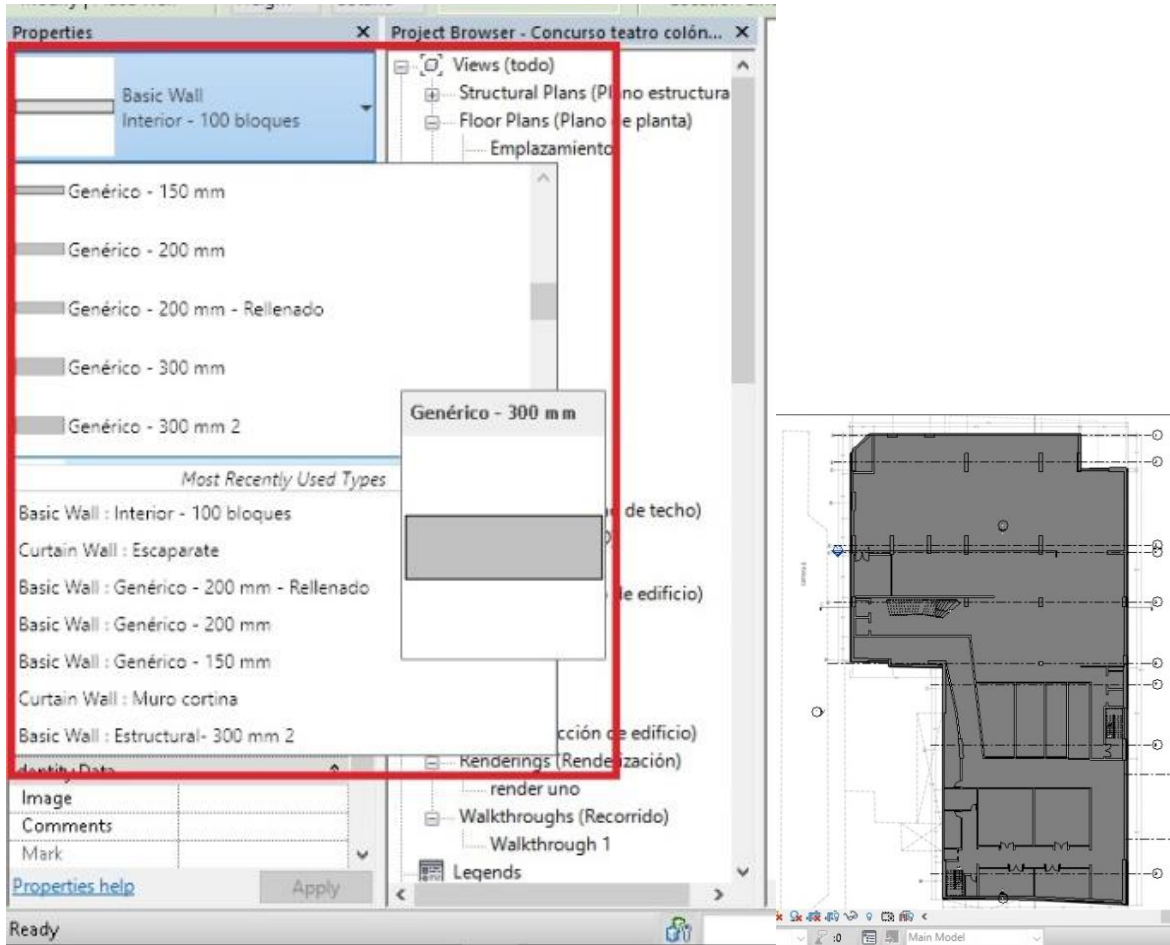 Properties
Project Browser - Concurso teatro colón...
Basic Wall
Interior - 100 bloques
Views (todo)
Structural Plans
Floor Plans (Plano de planta)
Emplazamiento
Genérico - 150 mm
Genérico - 200 mm
Genérico - 200 mm - Rellenado
Genérico - 300 mm
Genérico - 300 mm 2
Genérico - 300 mm
Most Recently Used Types
Basic Wall : Interior - 100 bloques
Curtain Wall : Escaparate
Basic Wall : Genérico - 200 mm - Rellenado
Basic Wall : Genérico - 200 mm
Basic Wall : Genérico - 150 mm
Curtain Wall : Muro cortina
Basic Wall : Estructural- 300 mm 2
de techo)
de edificio)
cción de edificio)
Renderings (Renderización)
render uno
Walkthroughs (Recorrido)
Walkthrough 1
Legends
Identity Data
Image
Comments
Mark
Properties help
Apply
Ready
:0
Main Model